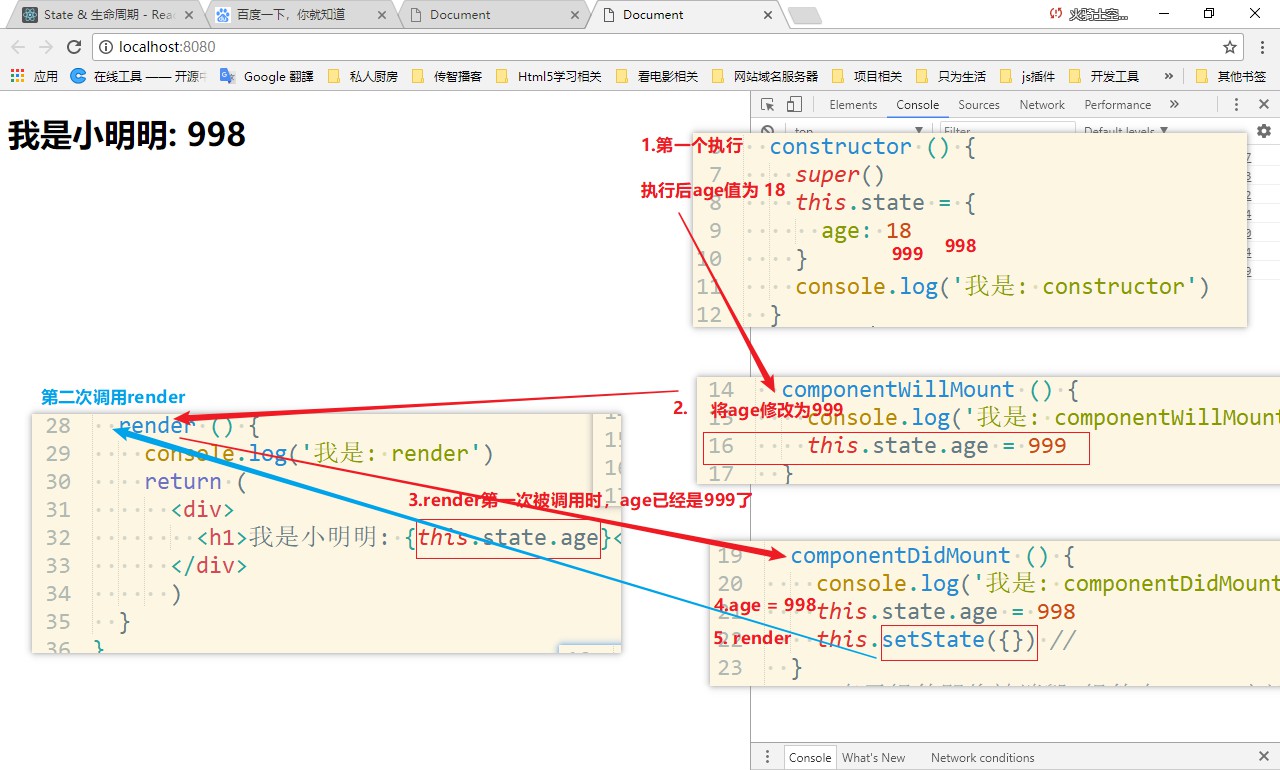 State & 生命周期 - Rea
百度一下，你就知道
Document
Document
localhost:8080
应用
在线工具 —— 开源中
Google 翻譯
私人厨房
传智播客
Html5学习相关
看电影相关
网站域名服务器
项目相关
只为生活
js插件
开发工具
»
其他书签
Elements
Console
Sources
Network
Performance
»
top
Filter
Default levels
我是小明明: 998
1.第一个执行
执行后age值为 18
constructor () {
7 super()
8 this.state = {
9 age: 18
999 998
10 }
11 console.log('我是: constructor')
12 }
14 componentWillMount () {
2. 将age修改为999
15 console.log('我是: componentWillMount
16 this.state.age = 999
17 }
第二次调用render
28 render () {
29 console.log('我是: render')
30 return (
31 <div>
32 <h1>我是小明明: {this.state.age}<
33 </div>
34 )
35 }
36 }
3.render第一次被调用时，age已经是999了
19 componentDidMount () {
20 console.log('我是: componentDidMount
4.age = 998
this.state.age = 998
5. render
22 this.setState({}) //
23 }
Console
What's New
Network conditions